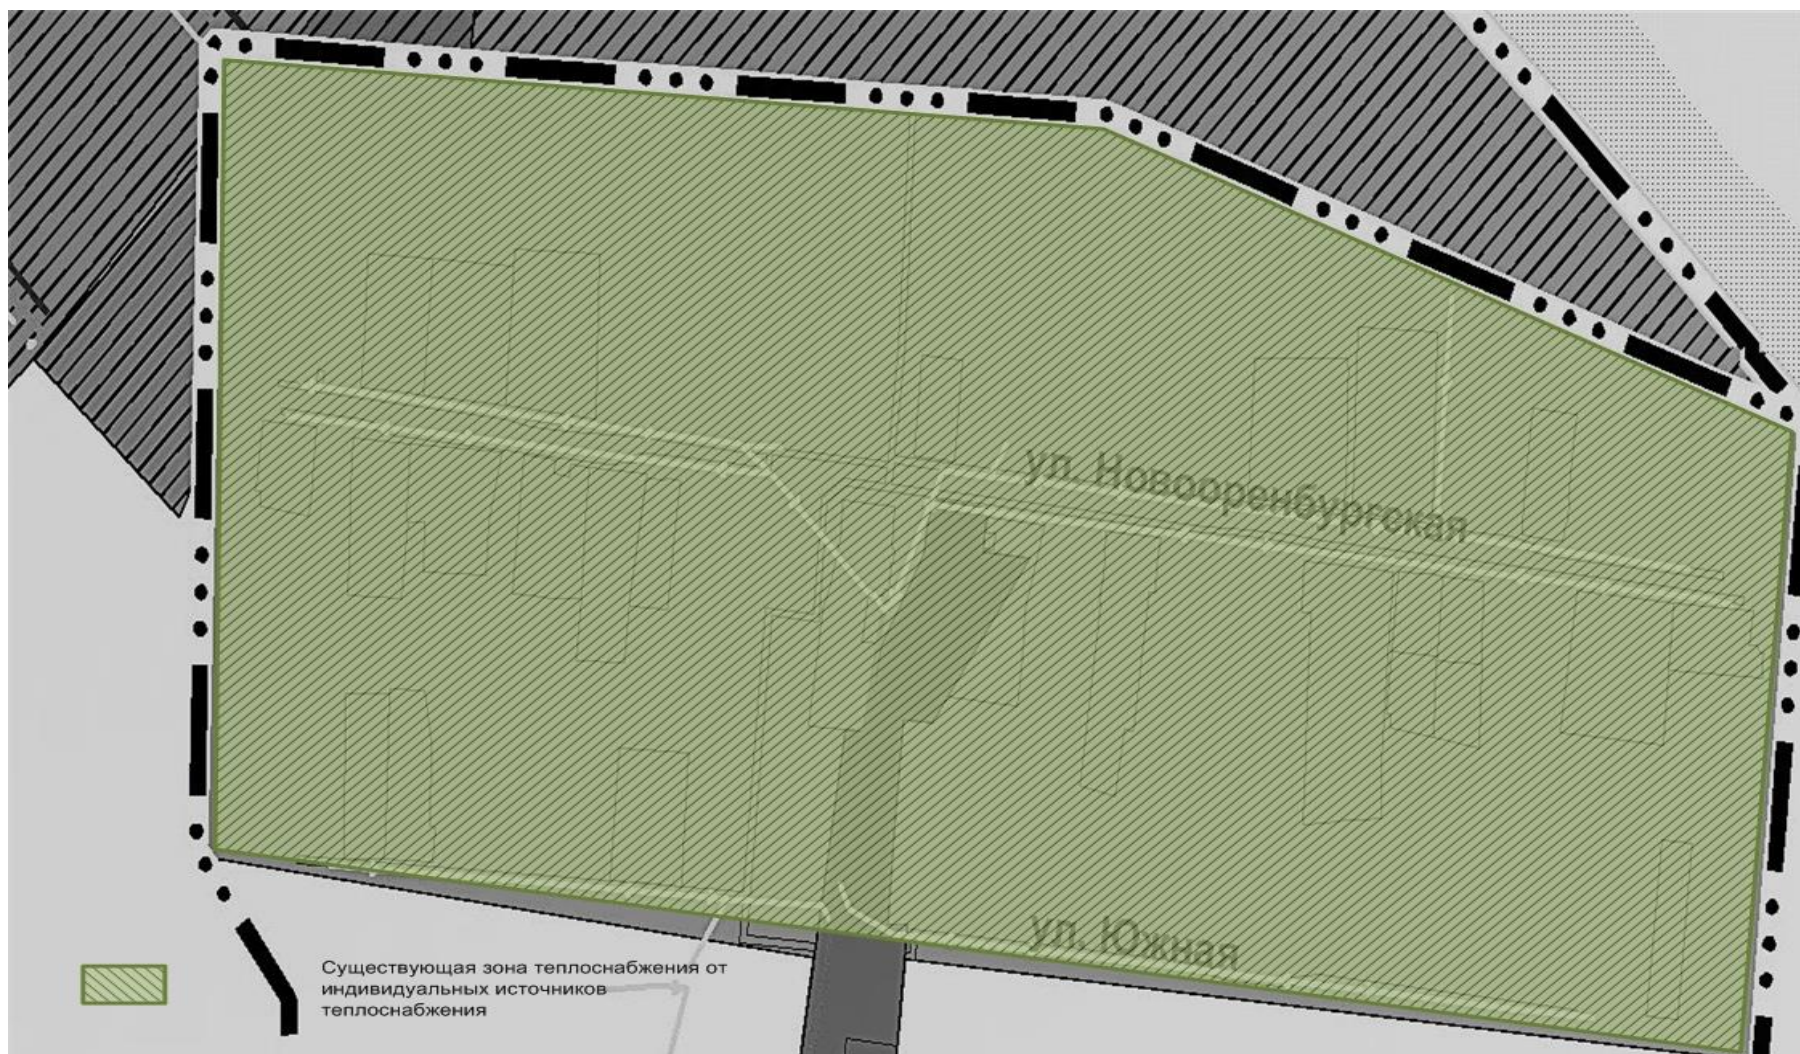 ул. Новооренбургская
ул. Южная
Существующая зона теплоснабжения от
индивидуальных источников
теплоснабжения